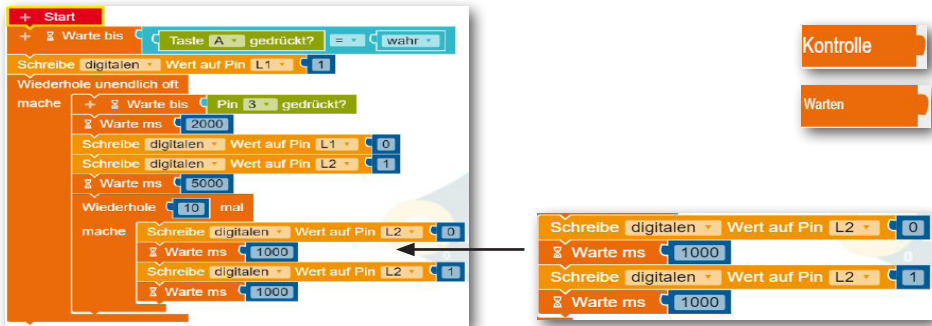 + Start
+ Warte bis Taste A gedrückt? = wahr
Schreibe digitalen Wert auf Pin L1 1
Wiederhole unendlich oft
mache + Warte bis Pin 3 gedrückt?
Warte ms 2000
Schreibe digitalen Wert auf Pin L1 0
Schreibe digitalen Wert auf Pin L2 1
Warte ms 5000
Wiederhole 10 mal
mache Schreibe digitalen Wert auf Pin L2 0
Warte ms 1000
Schreibe digitalen Wert auf Pin L2 1
Warte ms 1000
Kontrolle
Warten
Schreibe digitalen Wert auf Pin L2 0
Warte ms 1000
Schreibe digitalen Wert auf Pin L2 1
Warte ms 1000